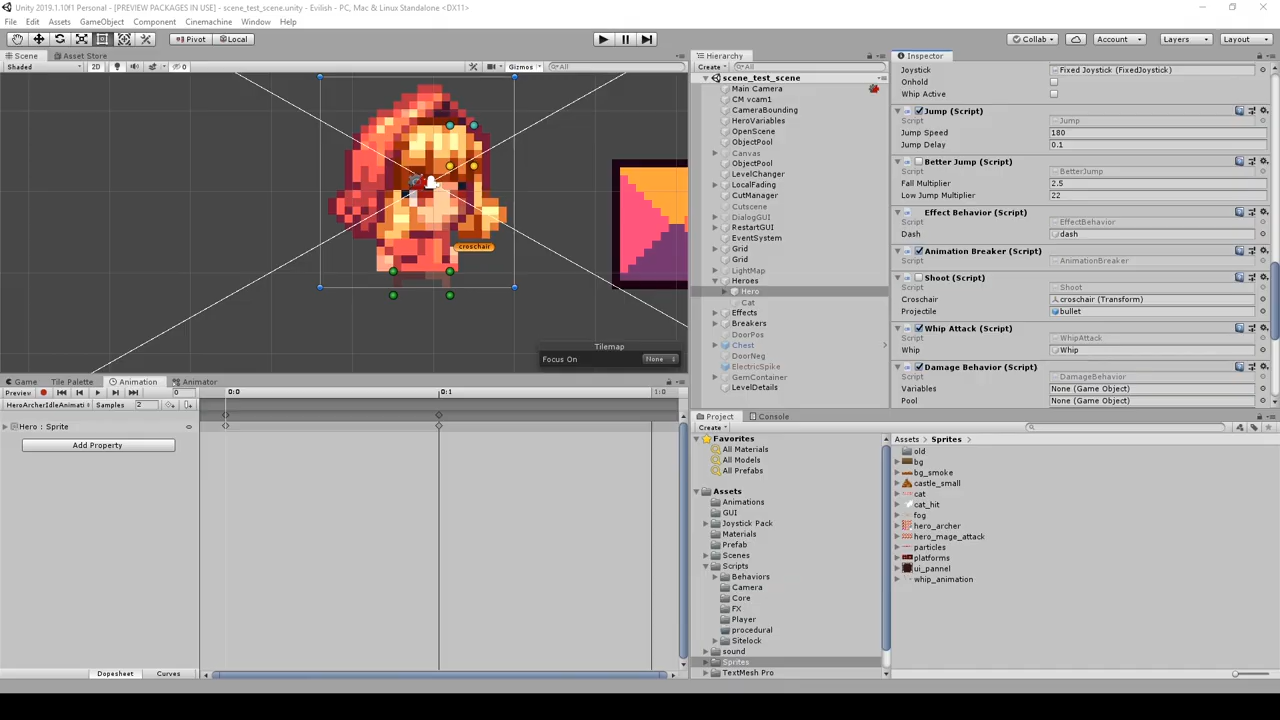 Unity 2019.1.10f1 Personal - [PREVIEW PACKAGES IN USE] - scene_test_scene.unity - Evilish - PC, Mac & Linux Standalone <DX11>
File Edit Assets GameObject Component Cinemachine Window Help
Pivot Local Collab Account Layers Layout
Scene Asset Store
Shaded 2D 0 Gizmos All
croschair
Tilemap
Focus On None
Game Tile Palette Animation Animator
Preview 0 0:0 0:1 1:0
HeroArcherIdleAnimati Samples 2
Hero : Sprite
Add Property
Dopesheet Curves
Hierarchy
Create All
scene_test_scene
Main Camera
CM vcam1
CameraBounding
HeroVariables
OpenScene
ObjectPool
Canvas
ObjectPool
LevelChanger
LocalFading
CutManager
Cutscene
DialogGUI
RestartGUI
EventSystem
Grid
Grid
LightMap
Heroes
Hero
Cat
Effects
Breakers
DoorPos
Chest
DoorNeg
ElectricSpike
GemContainer
LevelDetails
Inspector
Joystick Fixed Joystick (FixedJoystick)
Onhold
Whip Active
Jump (Script)
Script Jump
Jump Speed 180
Jump Delay 0.1
Better Jump (Script)
Script BetterJump
Fall Multiplier 2.5
Low Jump Multiplier 22
Effect Behavior (Script)
Script EffectBehavior
Dash dash
Animation Breaker (Script)
Script AnimationBreaker
Shoot (Script)
Script Shoot
Croschair croschair (Transform)
Projectile bullet
Whip Attack (Script)
Script WhipAttack
Whip Whip
Damage Behavior (Script)
Script DamageBehavior
Variables None (Game Object)
Pool None (Game Object)
Project Console
Create
Favorites
All Materials
All Models
All Prefabs
Assets
Animations
GUI
Joystick Pack
Materials
Prefab
Scenes
Scripts
Behaviors
Camera
Core
FX
Player
procedural
Sitelock
sound
Sprites
TextMesh Pro
Assets Sprites
old
bg
bg_smoke
castle_small
cat
cat_hit
fog
hero_archer
hero_mage_attack
particles
platforms
ui_pannel
whip_animation